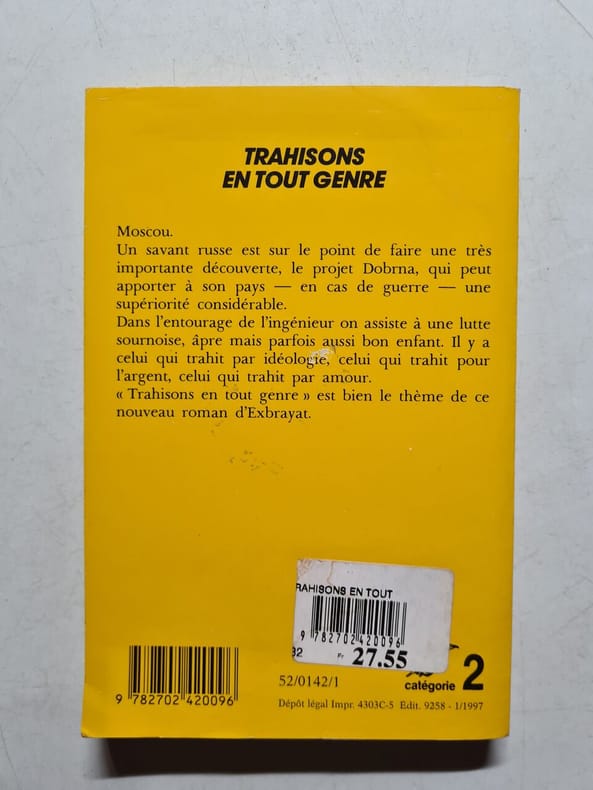 TRAHISONS
EN TOUT GENRE
Moscou.
Un savant russe est sur le point de faire une très
importante découverte, le projet Dobrna, qui peut
apporter à son pays — en cas de guerre — une
supériorité considérable.
Dans l'entourage de l'ingénieur on assiste à une lutte
sournoise, âpre mais parfois aussi bon enfant. Il y a
celui qui trahit par idéologie, celui qui trahit pour
l'argent, celui qui trahit par amour.
« Trahisons en tout genre » est bien le thème de ce
nouveau roman d'Exbrayat.
RAHISONS EN TOUT
9 782702 420096
32 Fr 27.55
9 782702 420096
52/0142/1
catégorie 2
Dépôt légal Impr. 4303C-5 Édit. 9258 - 1/1997